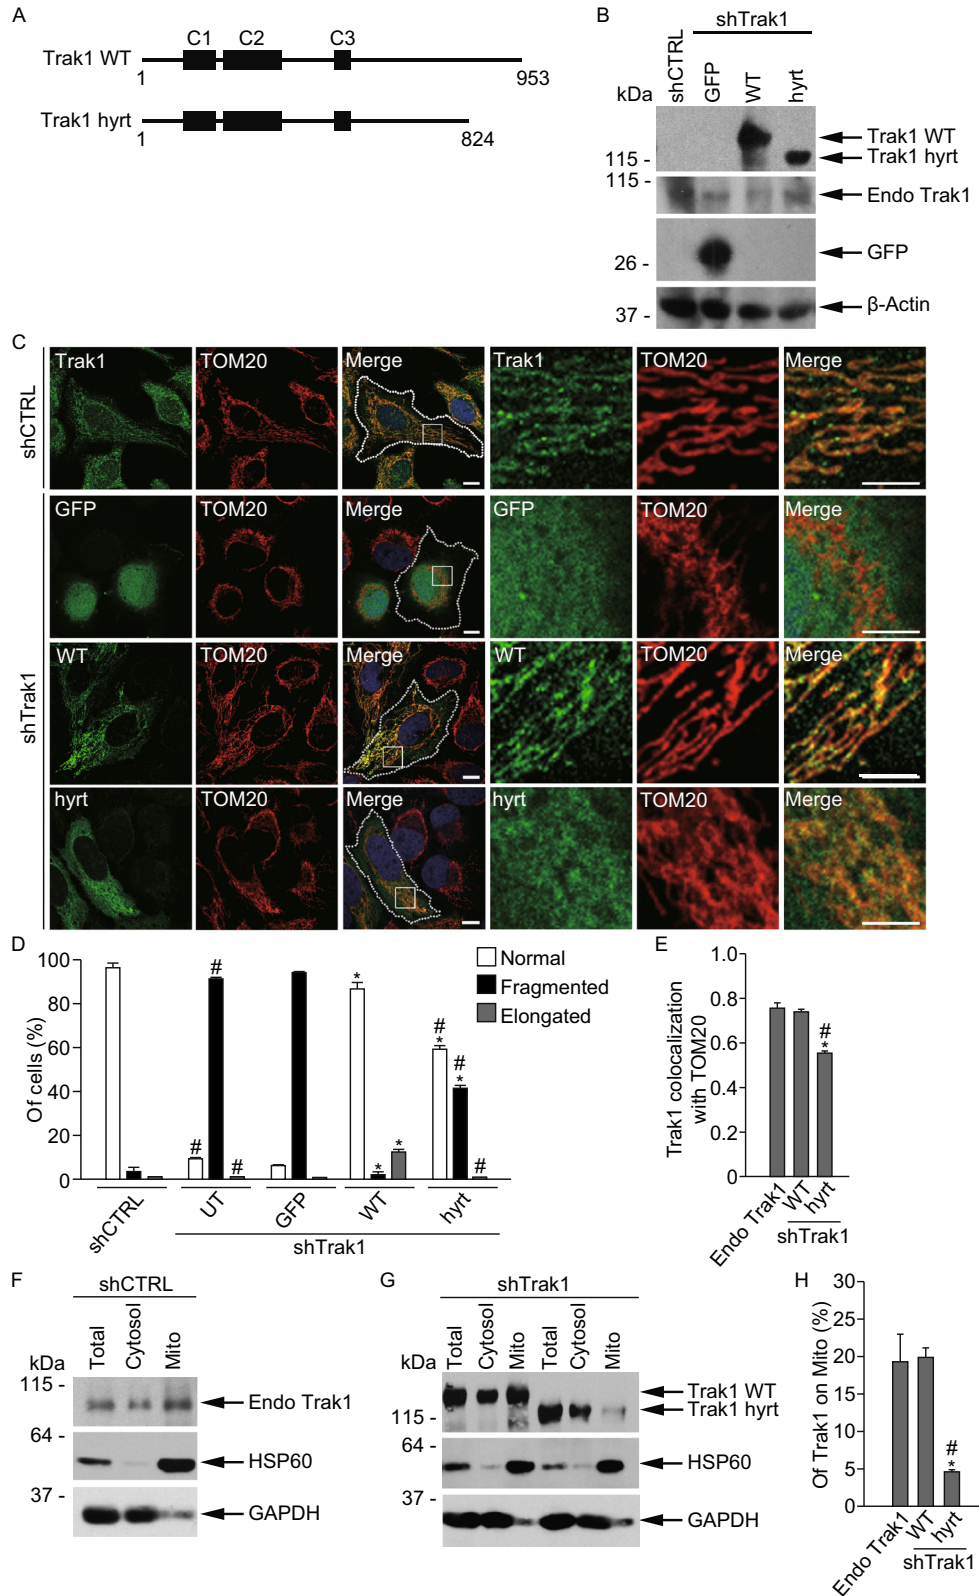 A
C1 C2 C3
Trak1 WT
1 953
Trak1 hyrt
1 824
B
shTrak1
shCTRL GFP WT hyrt
kDa
Trak1 WT
115 - Trak1 hyrt
115 -
Endo Trak1
GFP
26 -
37 - β-Actin
C
shCTRL
Trak1 TOM20 Merge Trak1 TOM20 Merge
shTrak1
GFP TOM20 Merge GFP TOM20 Merge
WT TOM20 Merge WT TOM20 Merge
hyrt TOM20 Merge hyrt TOM20 Merge
D
Of cells (%)
100
80
60
40
20
0
Normal
Fragmented
Elongated
# # # * * * # * # * #
shCTRL UT GFP WT hyrt
shTrak1
E
Trak1 colocalization
with TOM20
1.0
0.8
0.6
0.4
0.2
0
#
*
Endo Trak1 WT hyrt
shTrak1
F
shCTRL
Total Cytosol Mito
kDa
115 -
Endo Trak1
64 -
HSP60
37 -
GAPDH
G
shTrak1
Total Cytosol Mito Total Cytosol Mito
kDa
Trak1 WT
115 - Trak1 hyrt
64 -
HSP60
37 -
GAPDH
H
Of Trak1 on Mito (%)
30
25
20
15
10
5
0
#
*
Endo Trak1 WT hyrt
shTrak1